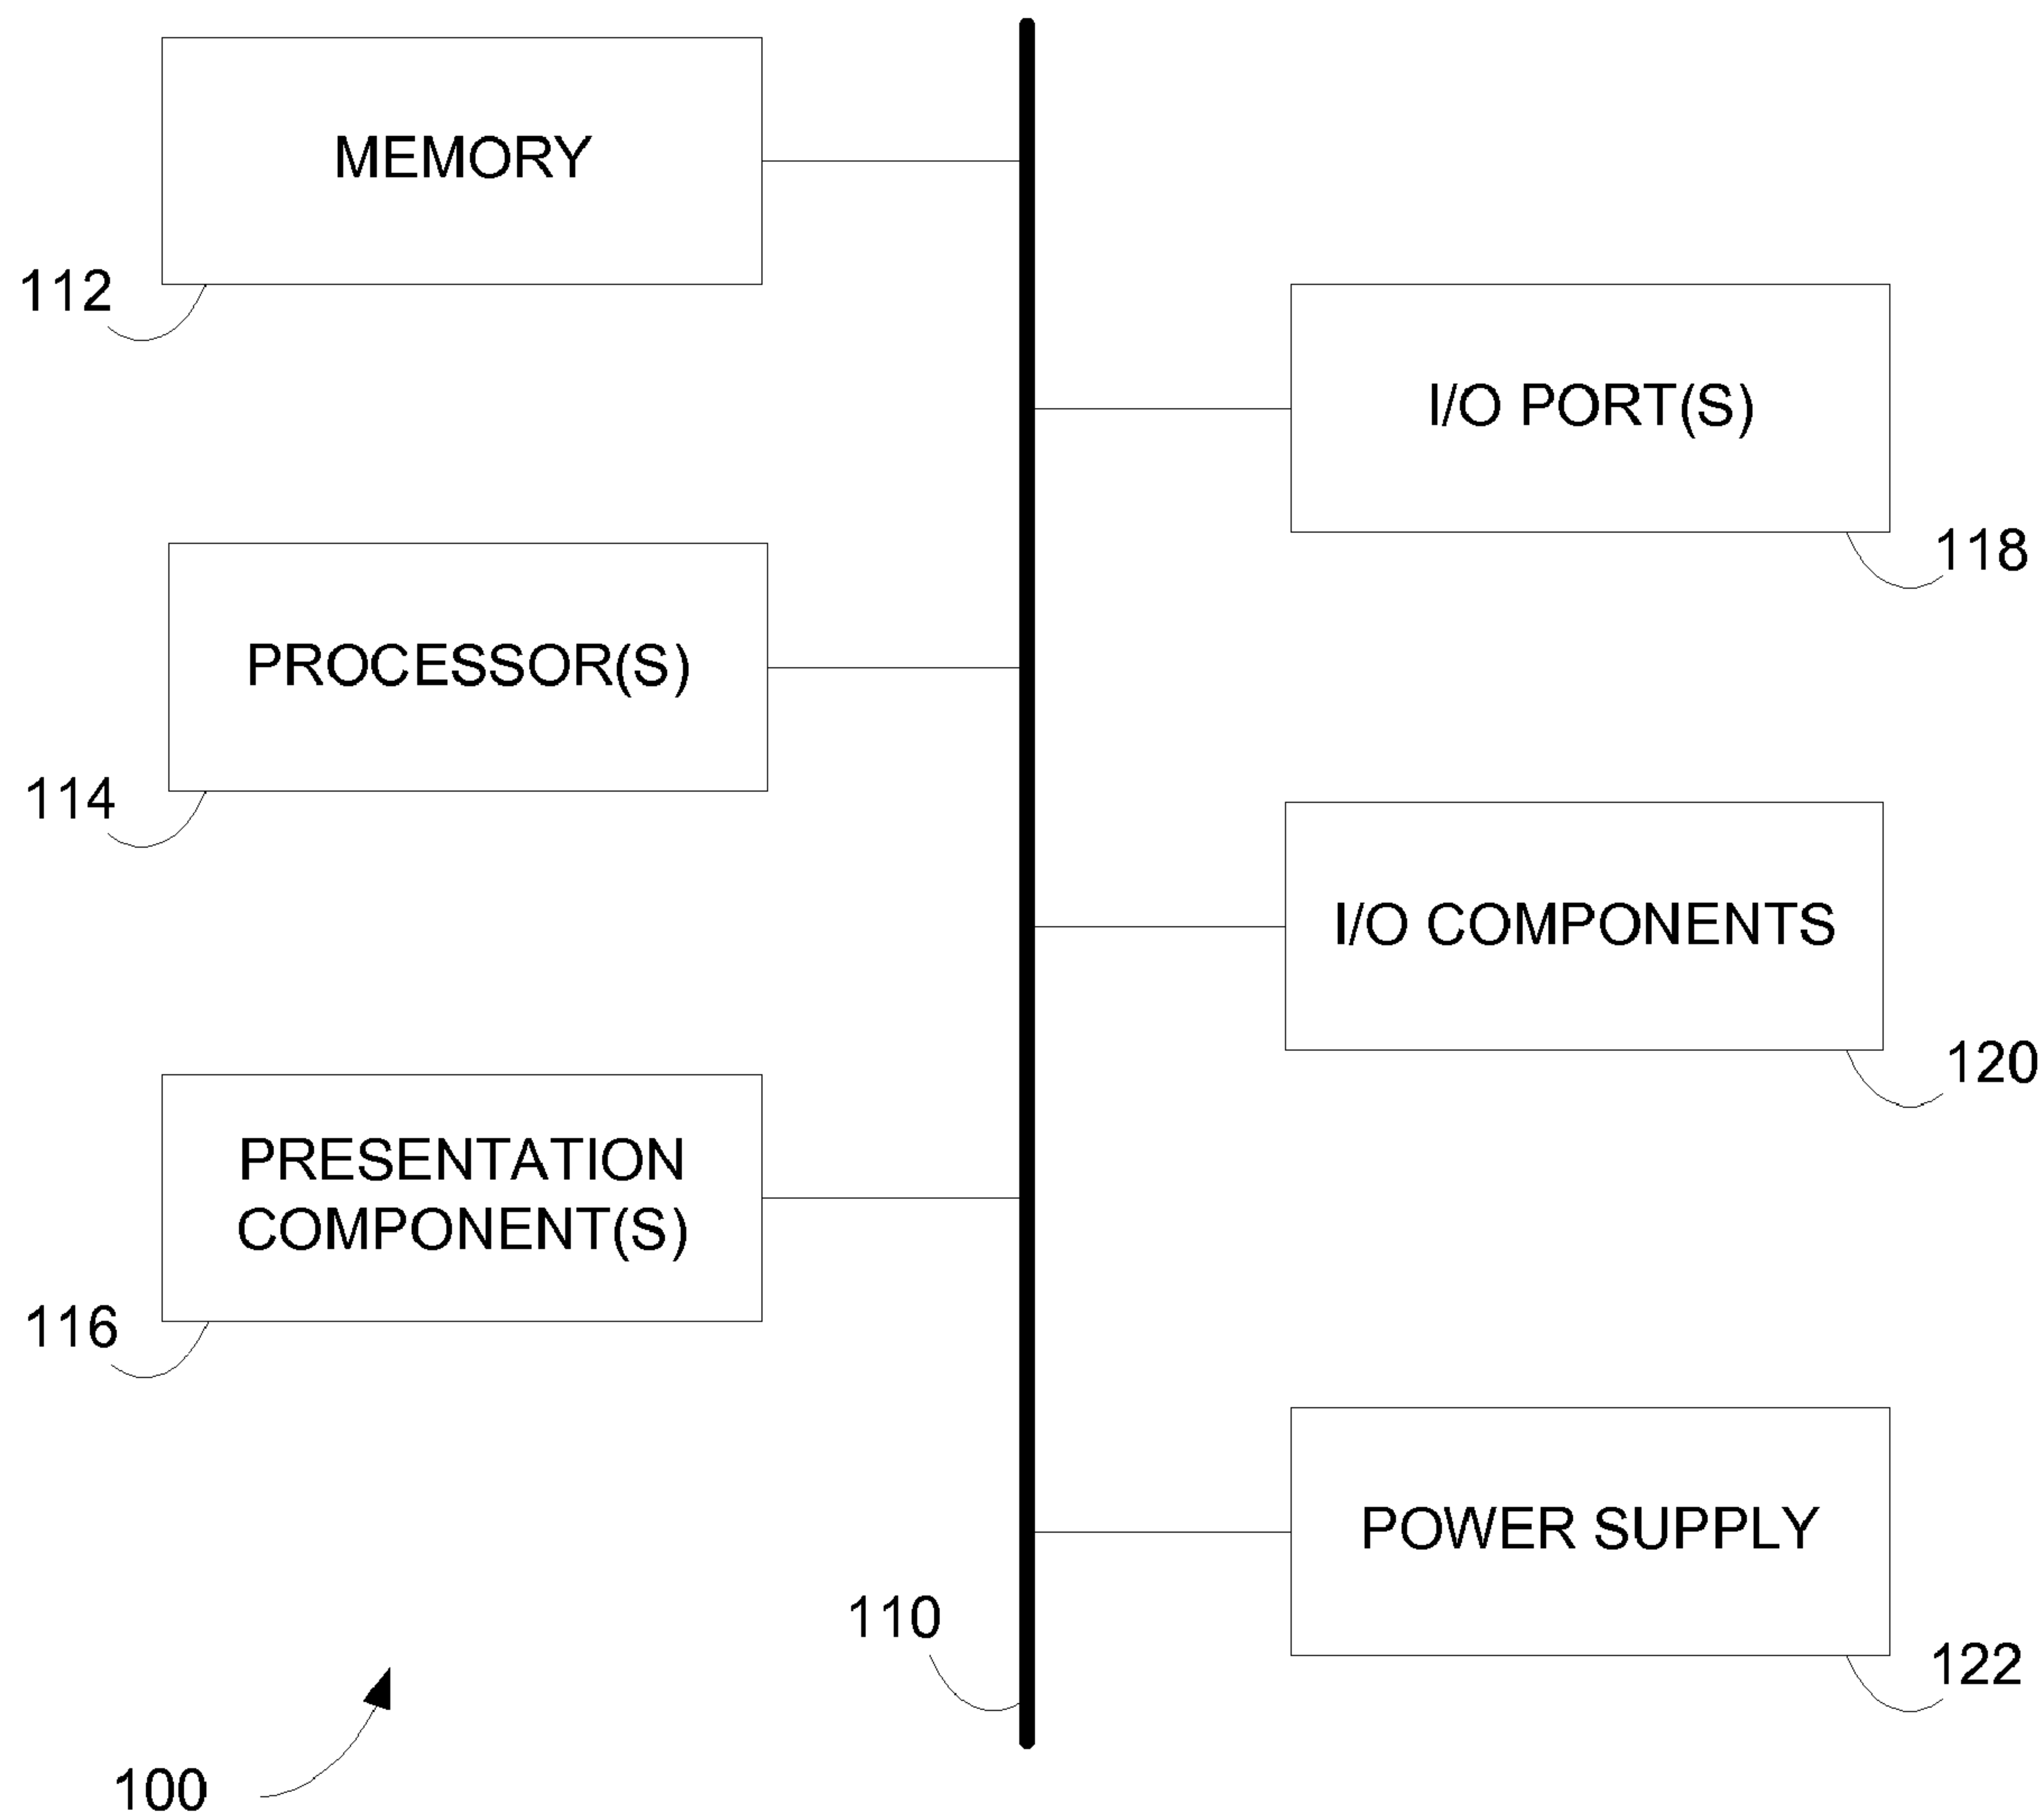 MEMORY
112
I/O PORT(S)
118
PROCESSOR(S)
114
I/O COMPONENTS
120
PRESENTATION
COMPONENT(S)
116
POWER SUPPLY
110
122
100